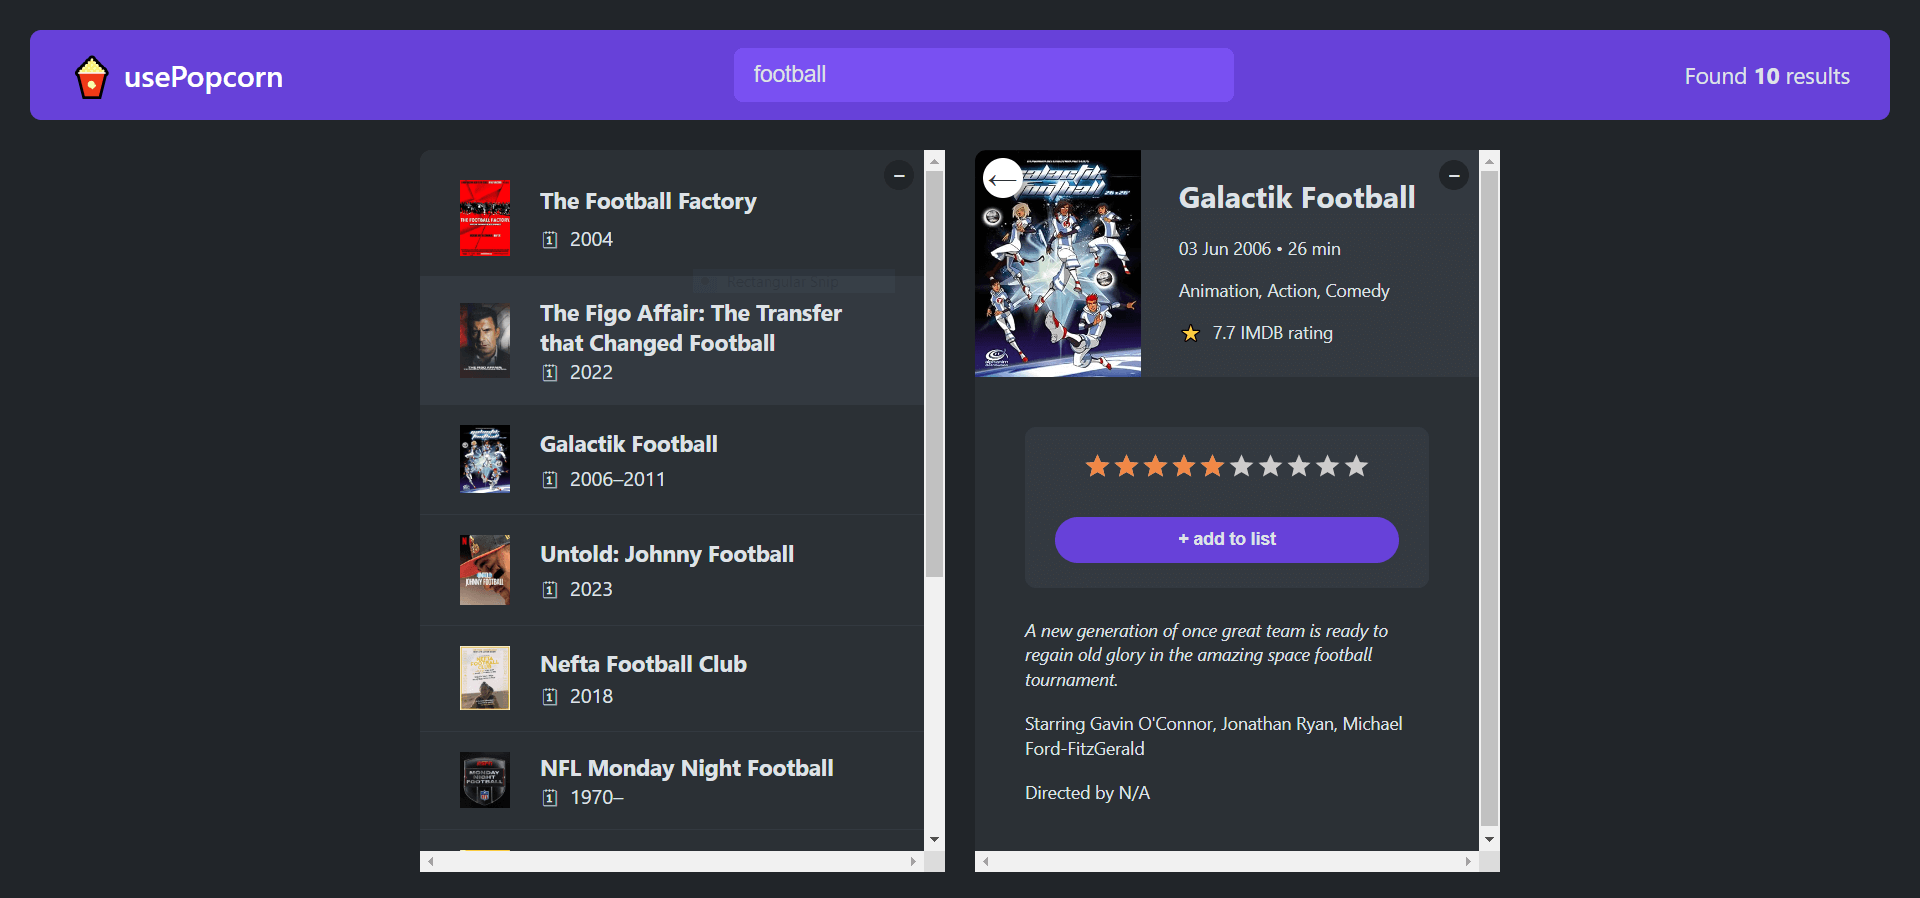 usePopcorn
football
Found 10 results
The Football Factory
2004
Rectangular Snip
The Figo Affair: The Transfer
that Changed Football
2022
Galactik Football
2006–2011
Untold: Johnny Football
2023
Nefta Football Club
2018
NFL Monday Night Football
1970–
Galactik Football
03 Jun 2006 • 26 min
Animation, Action, Comedy
7.7 IMDB rating
+ add to list
A new generation of once great team is ready to
regain old glory in the amazing space football
tournament.
Starring Gavin O'Connor, Jonathan Ryan, Michael
Ford-FitzGerald
Directed by N/A